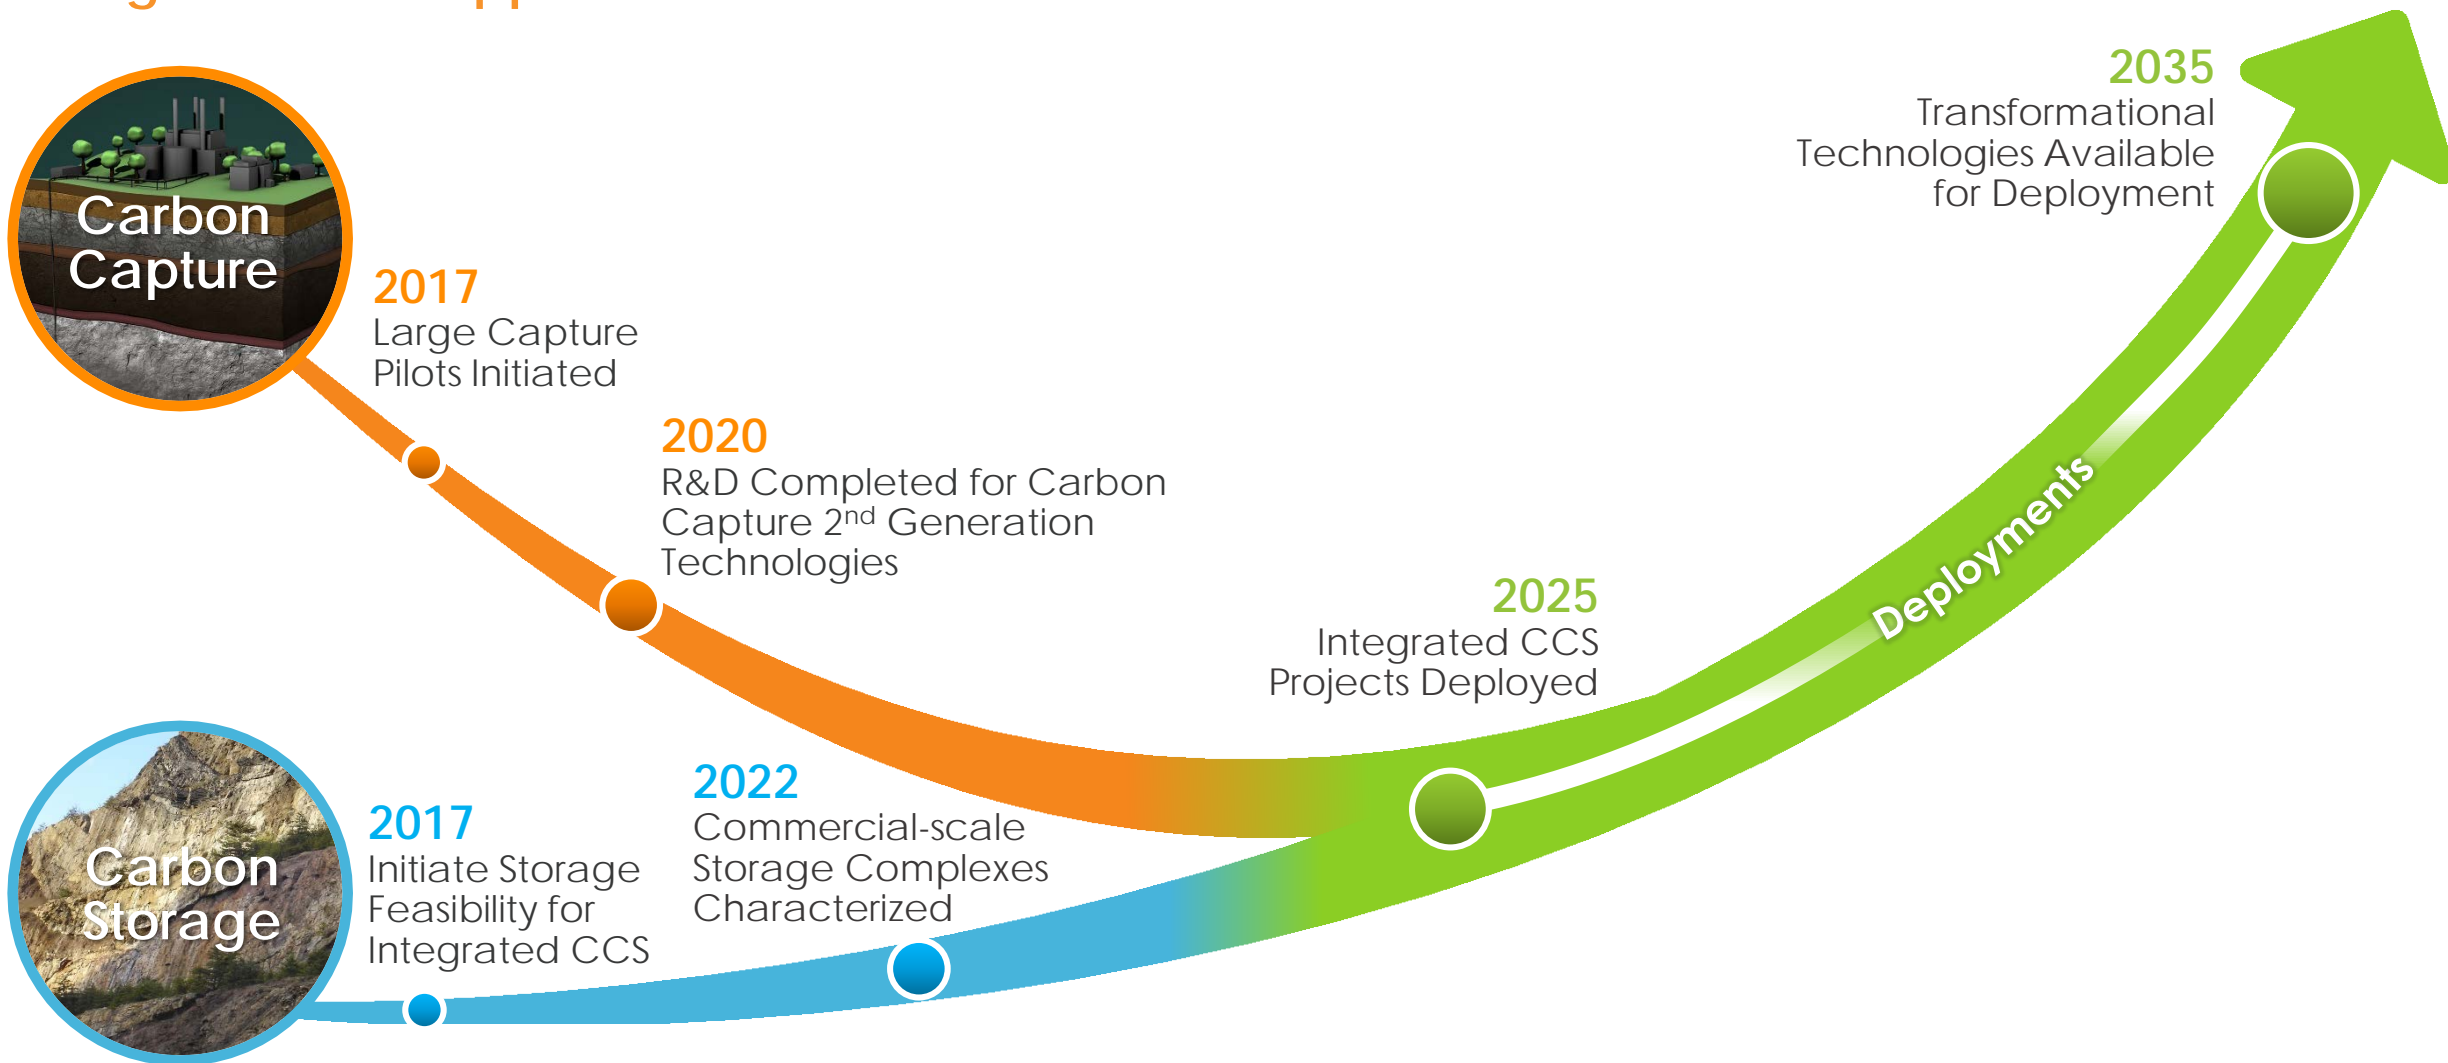 Carbon
Capture
2017
Large Capture
Pilots Initiated
2020
R&D Completed for Carbon
Capture 2nd Generation
Technologies
2035
Transformational
Technologies Available
for Deployment
2025
Integrated CCS
Projects Deployed
Deployments
Carbon
Storage
2017
Initiate Storage
Feasibility for
Integrated CCS
2022
Commercial-scale
Storage Complexes
Characterized